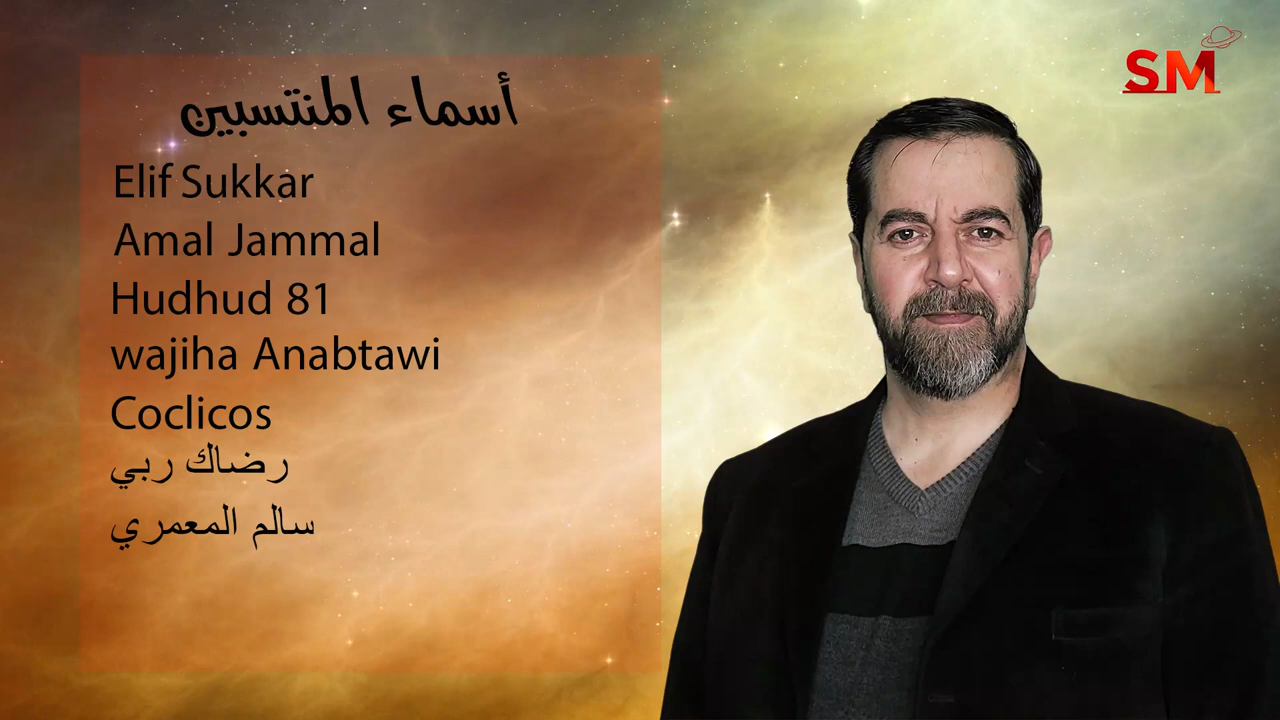 SM
أسماء المنتسبين
Elif Sukkar
Amal Jammal
Hudhud 81
wajiha Anabtawi
Coclicos
رضاك ربي
سالم المعمري